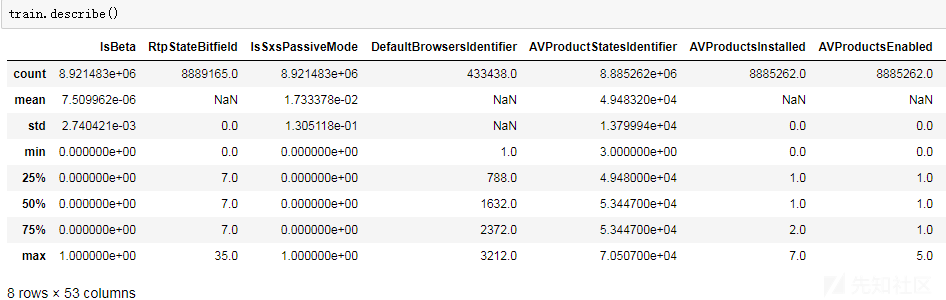 train.describe()
IsBeta RtpStateBitfield IsSxsPassiveMode DefaultBrowsersIdentifier AVProductStatesIdentifier AVProductsInstalled AVProductsEnabled
count 8.921483e+06 8889165.0 8.921483e+06 433438.0 8.885262e+06 8885262.0 8885262.0
mean 7.509962e-06 NaN 1.733378e-02 NaN 4.948320e+04 NaN NaN
std 2.740421e-03 0.0 1.305118e-01 NaN 1.379994e+04 0.0 0.0
min 0.000000e+00 0.0 0.000000e+00 1.0 3.000000e+00 0.0 0.0
25% 0.000000e+00 7.0 0.000000e+00 788.0 4.948000e+04 1.0 1.0
50% 0.000000e+00 7.0 0.000000e+00 1632.0 5.344700e+04 1.0 1.0
75% 0.000000e+00 7.0 0.000000e+00 2372.0 5.344700e+04 2.0 1.0
max 1.000000e+00 35.0 1.000000e+00 3212.0 7.050700e+04 7.0 5.0
8 rows × 53 columns
先知社区